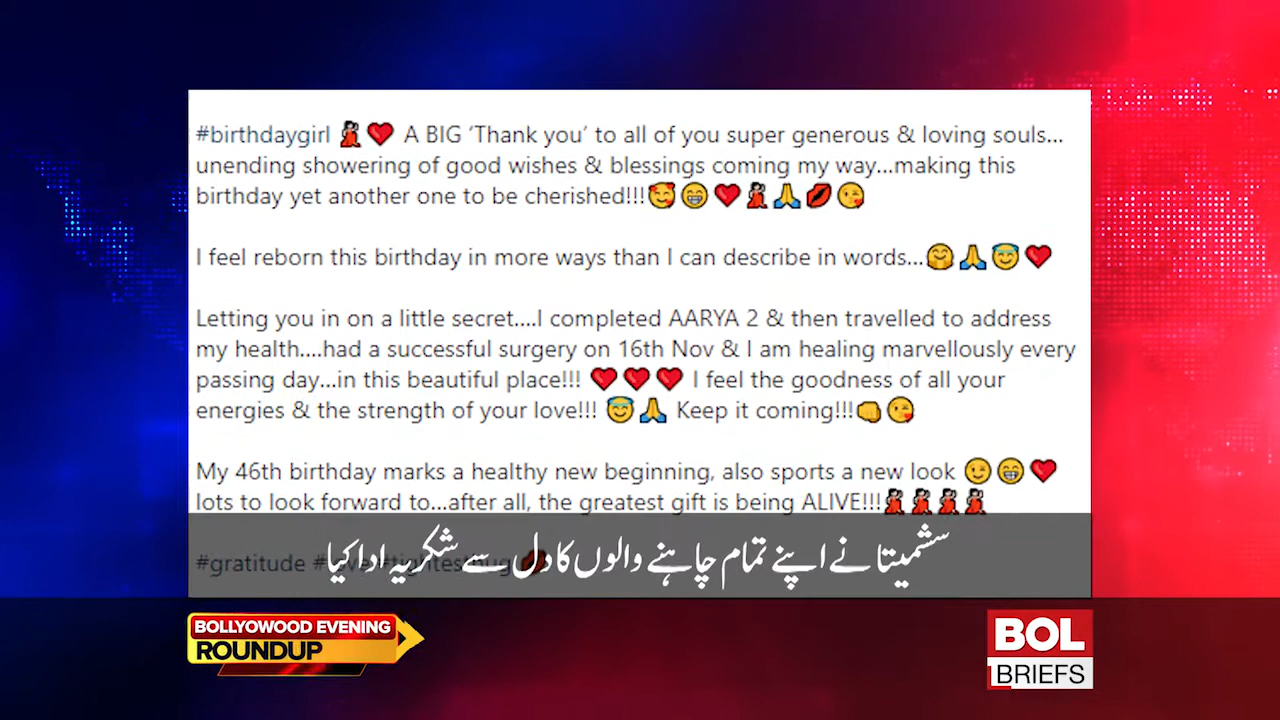 #birthdaygirl 💃❤️ A BIG ‘Thank you’ to all of you super generous & loving souls...
unending showering of good wishes & blessings coming my way...making this
birthday yet another one to be cherished!!!🥰😁❤️💃🙏💋😘
I feel reborn this birthday in more ways than I can describe in words...🤗🙏😇❤️
Letting you in on a little secret....I completed AARYA 2 & then travelled to address
my health....had a successful surgery on 16th Nov & I am healing marvellously every
passing day...in this beautiful place!!! ❤️❤️❤️ I feel the goodness of all your
energies & the strength of your love!!! 😇🙏 Keep it coming!!!👊😘
My 46th birthday marks a healthy new beginning, also sports a new look 😉😁❤️
lots to look forward to...after all, the greatest gift is being ALIVE!!!💃💃💃💃
#gratitude
سشمیتا نے اپنے تمام چاہنے والوں کا دل سے شکریہ ادا کیا
BOLLYOWOOD EVENING
ROUNDUP
BOL
BRIEFS